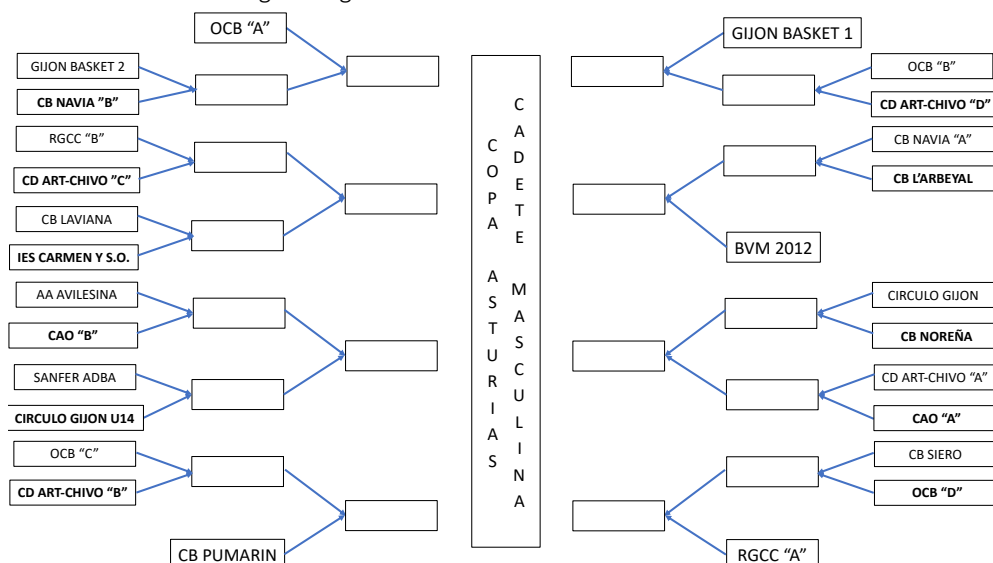 OCB “A”
GIJON BASKET 2
CB NAVIA ”B”
RGCC “B”
CD ART-CHIVO ”C”
CB LAVIANA
IES CARMEN Y S.O.
AA AVILESINA
CAO “B”
SANFER ADBA
CIRCULO GIJON U14
OCB “C”
CD ART-CHIVO “B”
CB PUMARIN
COPA ASTURIAS
CADETE MASCULINA
GIJON BASKET 1
OCB “B”
CD ART-CHIVO “D”
CB NAVIA “A”
CB L’ARBEYAL
BVM 2012
CIRCULO GIJON
CB NOREÑA
CD ART-CHIVO “A”
CAO “A”
CB SIERO
OCB “D”
RGCC “A”